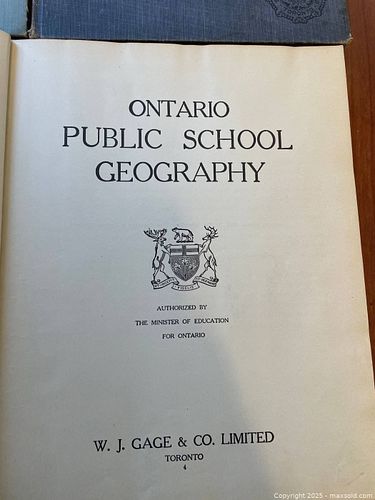 ONTARIO
PUBLIC SCHOOL
GEOGRAPHY
AUTHORIZED BY
THE MINISTER OF EDUCATION
FOR ONTARIO
W. J. GAGE & CO. LIMITED
TORONTO
4
Copyright 2025 - maxsold.com